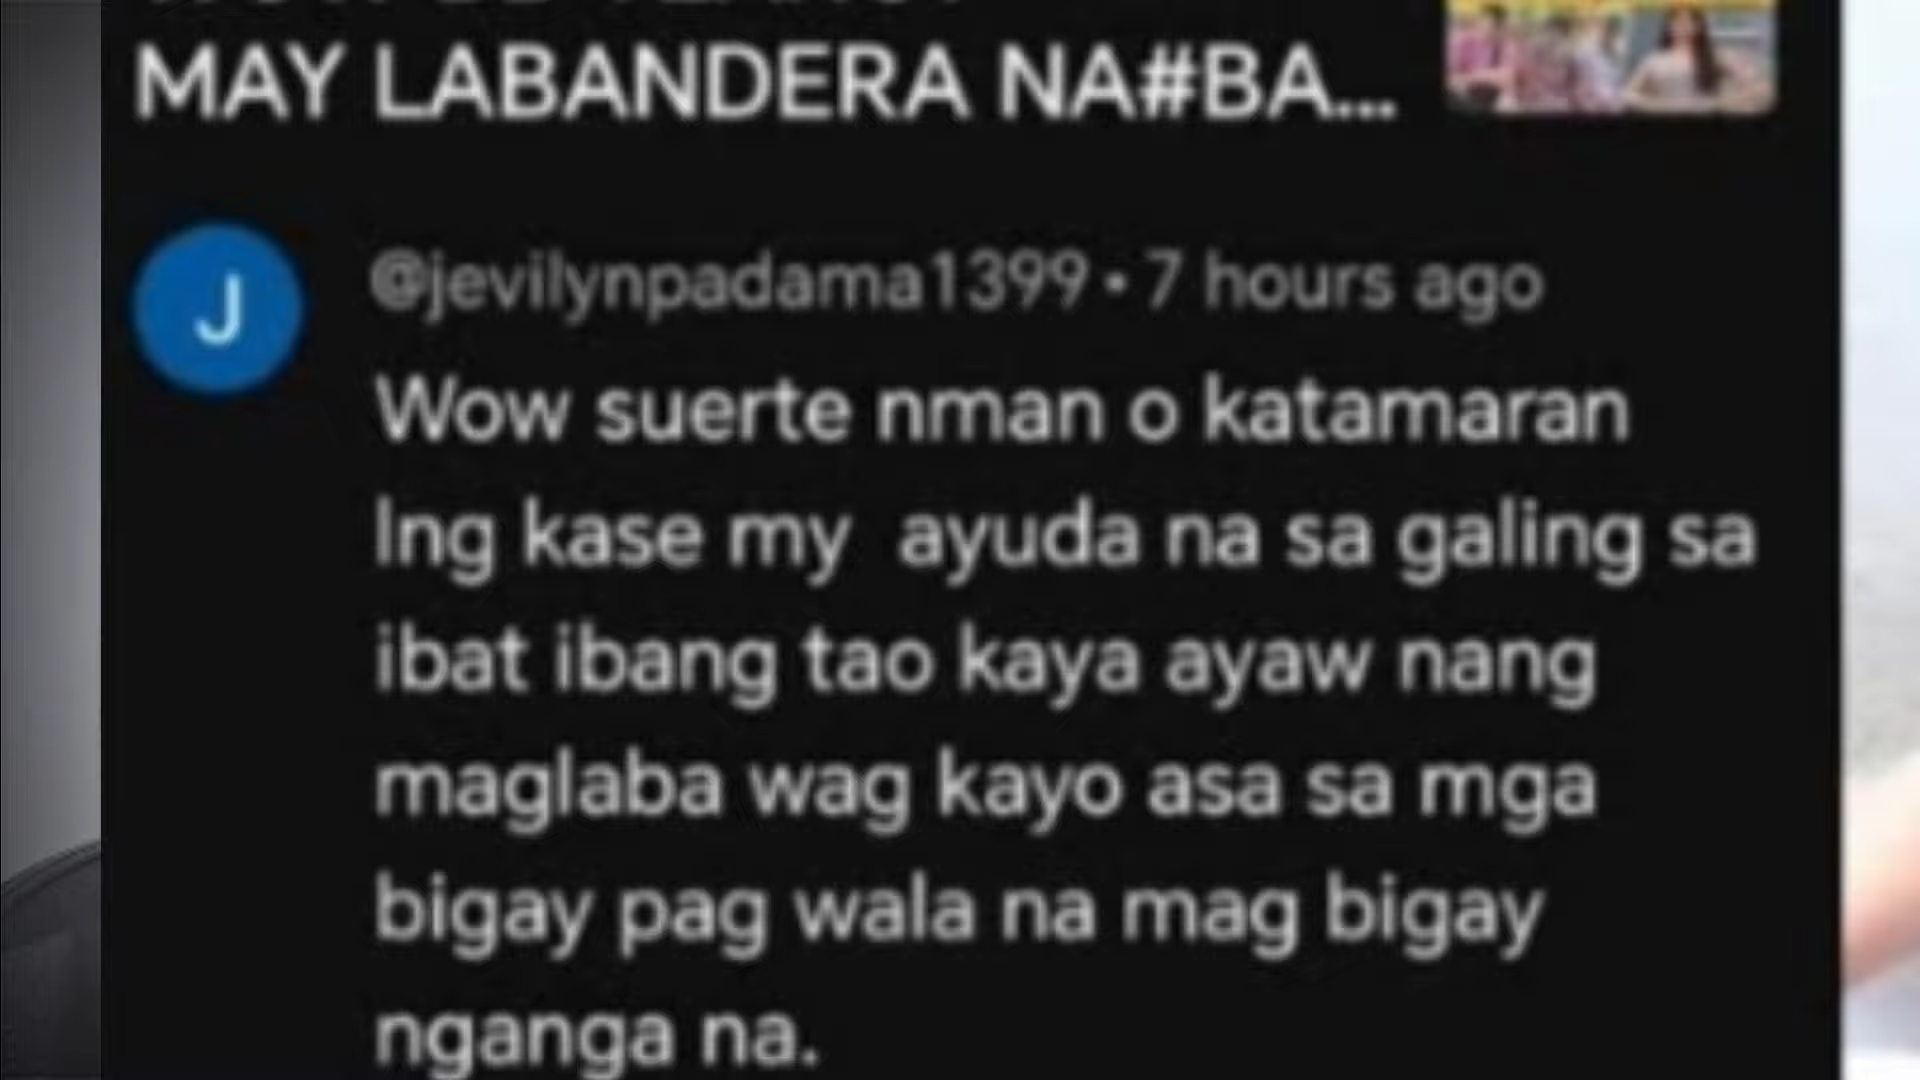 MAY LABANDERA NA#BA...
J
@jevilynpadama1399 • 7 hours ago
Wow suerte nman o katamaran
lng kase my ayuda na sa galing sa
ibat ibang tao kaya ayaw nang
maglaba wag kayo asa sa mga
bigay pag wala na mag bigay
nganga na.